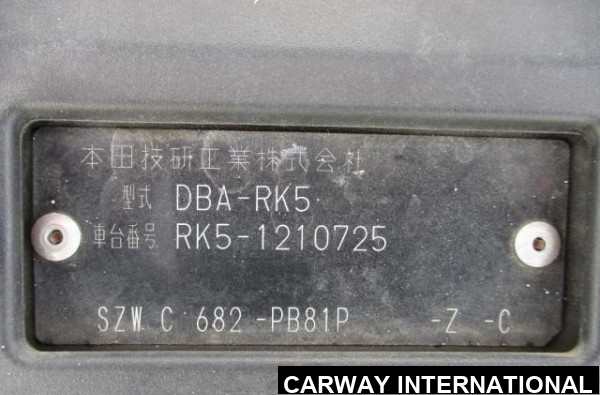 本田技研工業株式会社
型式 DBA-RK5
車台番号 RK5-1210725
SZW C 682-PB81P -Z -C
CARWAY INTERNATIONAL